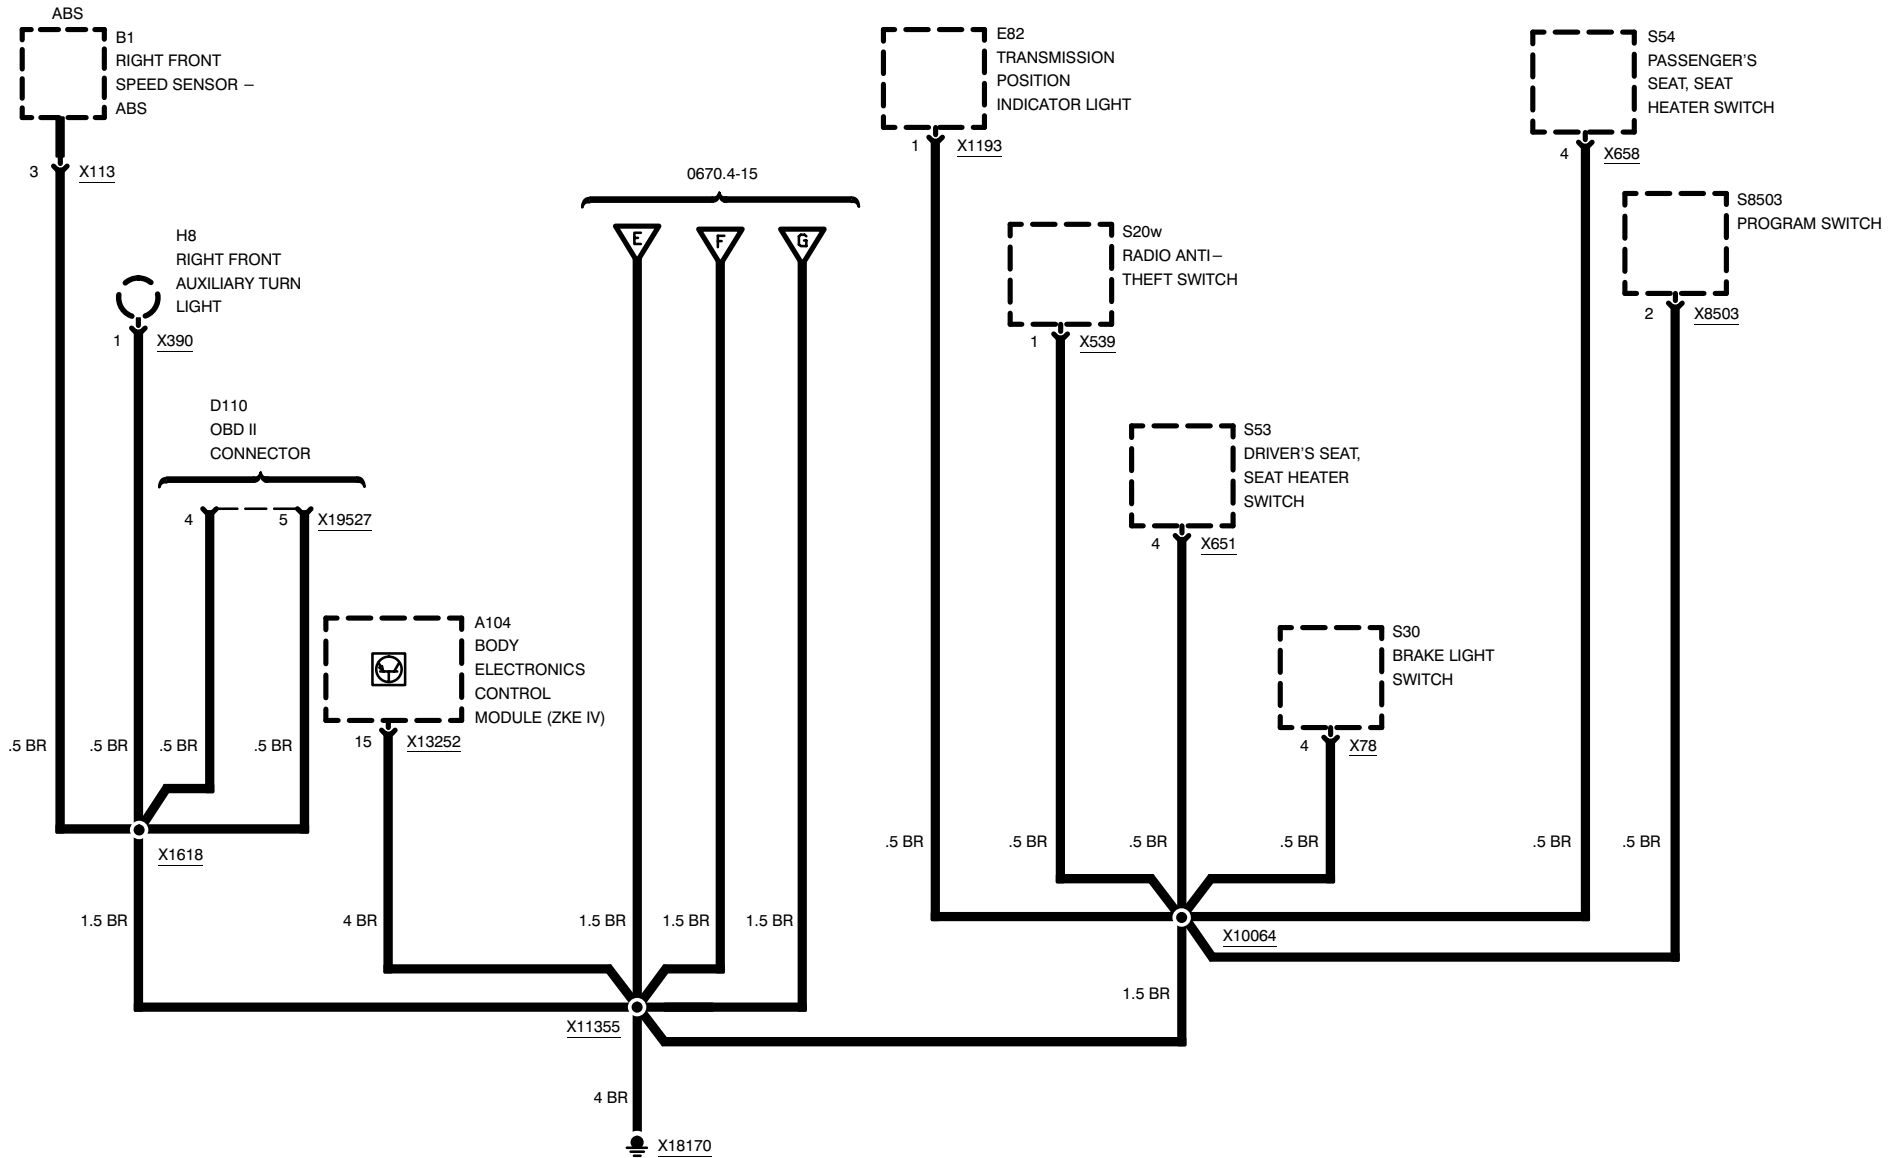 ABS
B1
RIGHT FRONT
SPEED SENSOR –
ABS
3 X113
H8
RIGHT FRONT
AUXILIARY TURN
LIGHT
1 X390
D110
OBD II
CONNECTOR
4 5 X19527
A104
BODY
ELECTRONICS
CONTROL
MODULE (ZKE IV)
15 X13252
.5 BR .5 BR .5 BR .5 BR
X1618
1.5 BR 4 BR
0670.4-15
E F G
1.5 BR 1.5 BR 1.5 BR
X11355
4 BR
X18170
E82
TRANSMISSION
POSITION
INDICATOR LIGHT
1 X1193
S20w
RADIO ANTI–
THEFT SWITCH
1 X539
S53
DRIVER'S SEAT,
SEAT HEATER
SWITCH
4 X651
S30
BRAKE LIGHT
SWITCH
4 X78
S54
PASSENGER'S
SEAT, SEAT
HEATER SWITCH
4 X658
S8503
PROGRAM SWITCH
2 X8503
.5 BR .5 BR .5 BR .5 BR .5 BR .5 BR
X10064
1.5 BR